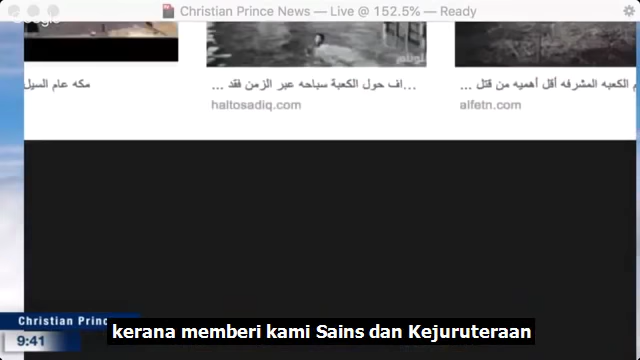 Christian Prince News — Live @ 152.5% — Ready
مكه عام السيل
... اف حول الكعبة سباحه عبر الزمن فقد...
م الكعبه المشرفه أقل أهميه من قتل ...
haltosadiq.com
alfetn.com
Christian Princ
kerana memberi kami Sains dan Kejuruteraan
9:41